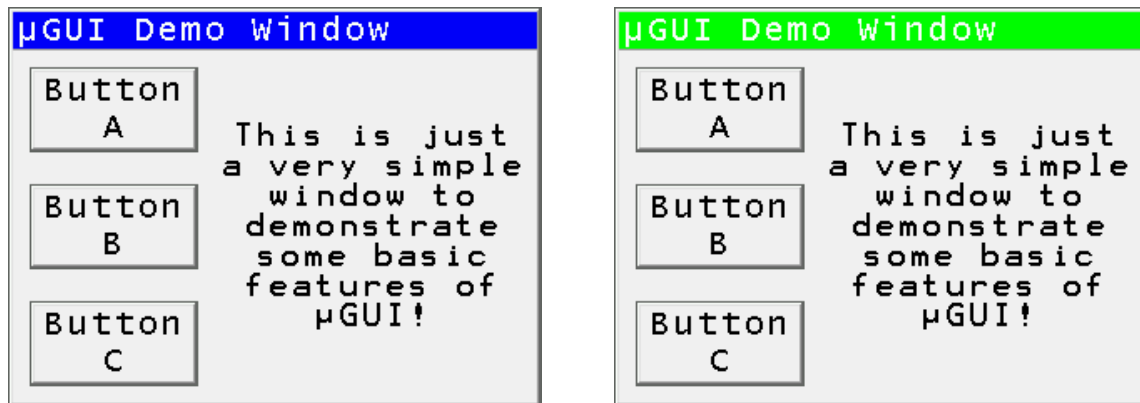 µGUI Demo Window
Button
A
Button
B
Button
C
This is just
a very simple
window to
demonstrate
some basic
features of
µGUI!
µGUI Demo Window
Button
A
Button
B
Button
C
This is just
a very simple
window to
demonstrate
some basic
features of
µGUI!